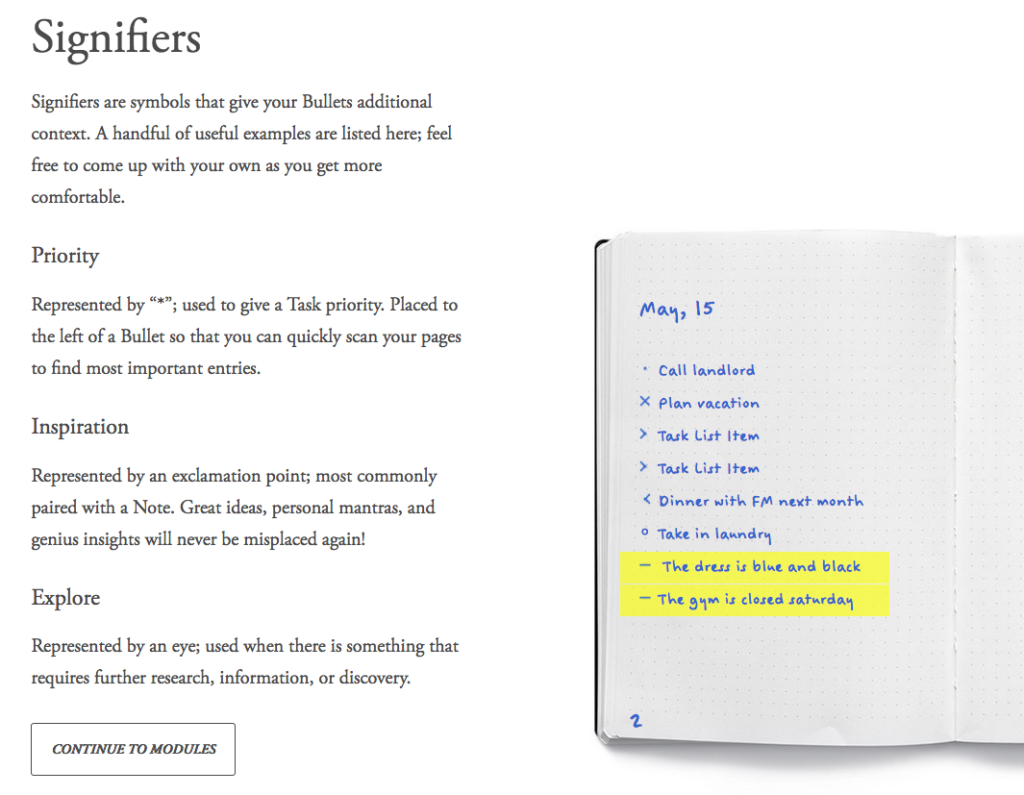 Signifiers
Signifiers are symbols that give your Bullets additional
context. A handful of useful examples are listed here; feel
free to come up with your own as you get more
comfortable.
Priority
Represented by “*”; used to give a Task priority. Placed to
the left of a Bullet so that you can quickly scan your pages
to find most important entries.
Inspiration
Represented by an exclamation point; most commonly
paired with a Note. Great ideas, personal mantras, and
genius insights will never be misplaced again!
Explore
Represented by an eye; used when there is something that
requires further research, information, or discovery.
CONTINUE TO MODULES
May, 15
· Call landlord
× Plan vacation
> Task List Item
> Task List Item
< Dinner with FM next month
o Take in laundry
– The dress is blue and black
– The gym is closed saturday
2